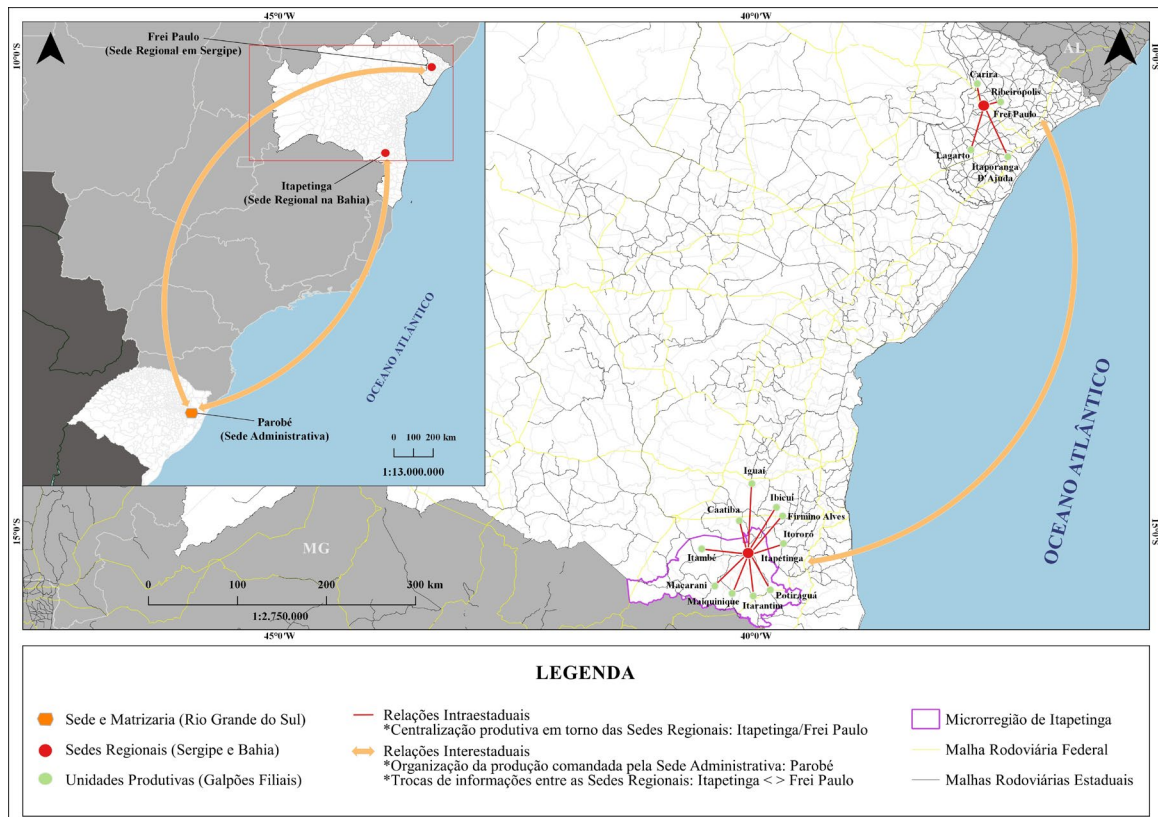 45°0'W
40°0'W
10°0'S
10°0'S
Frei Paulo
(Sede Regional em Sergipe)
Itapetinga
(Sede Regional na Bahia)
Parobé
(Sede Administrativa)
OCEANO ATLÂNTICO
0 100 200 km
1:13.000.000
AL
Carira
Ribeirópolis
Frei Paulo
Lagarto
Itaporanga
D'Ajuda
OCEANO ATLÂNTICO
Iguaí
Ibicuí
Caatiba
Firmino Alves
Itororó
Itambé
Itapetinga
Macarani
Maiquinique
Itarantim
Potiraguá
15°0'S
15°0'S
MG
0 100 200 300 km
1:2.750.000
45°0'W
40°0'W
LEGENDA
Sede e Matrizaria (Rio Grande do Sul)
Sedes Regionais (Sergipe e Bahia)
Unidades Produtivas (Galpões Filiais)
Relações Intraestaduais
*Centralização produtiva em torno das Sedes Regionais: Itapetinga/Frei Paulo
Relações Interestaduais
*Organização da produção comandada pela Sede Administrativa: Parobé
*Trocas de informações entre as Sedes Regionais: Itapetinga < > Frei Paulo
Microrregião de Itapetinga
Malha Rodoviária Federal
Malhas Rodoviárias Estaduais